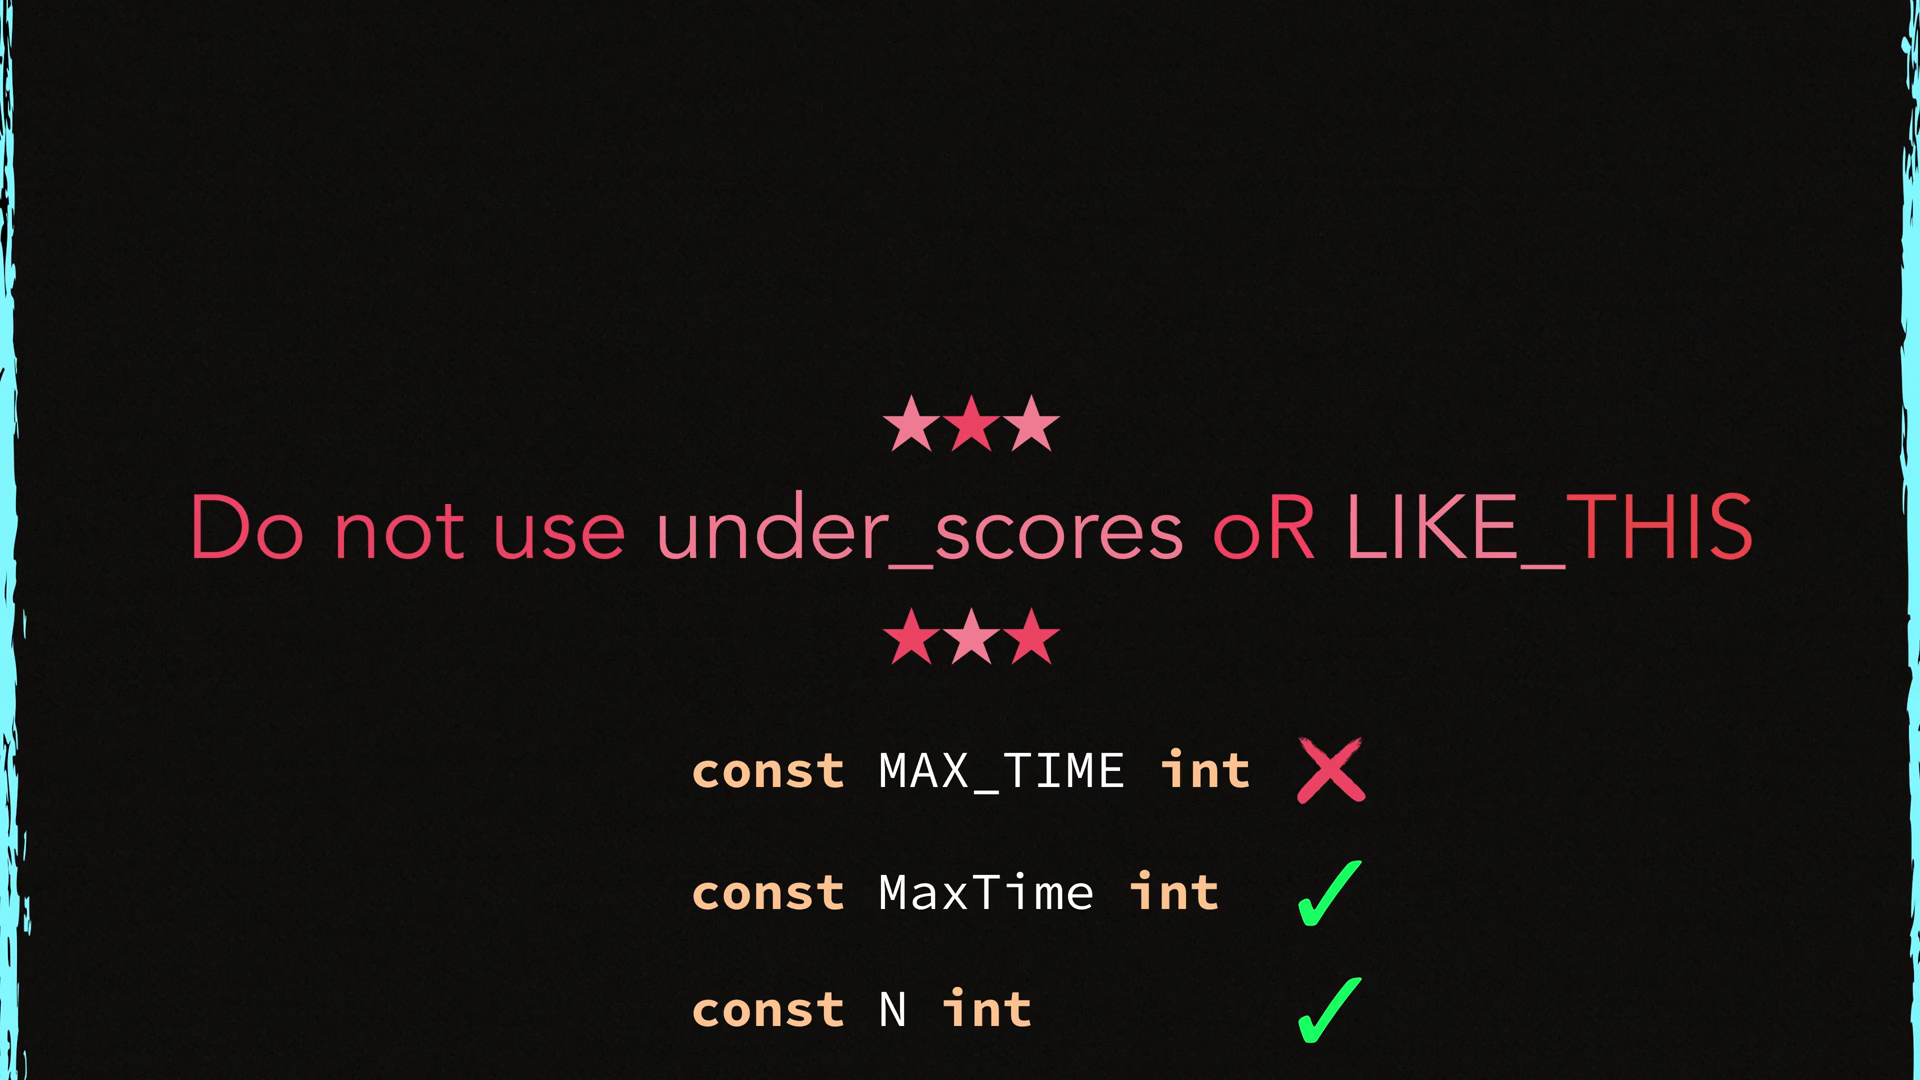 Do not use under_scores oR LIKE_THIS
const MAX_TIME int
const MaxTime int
const N int